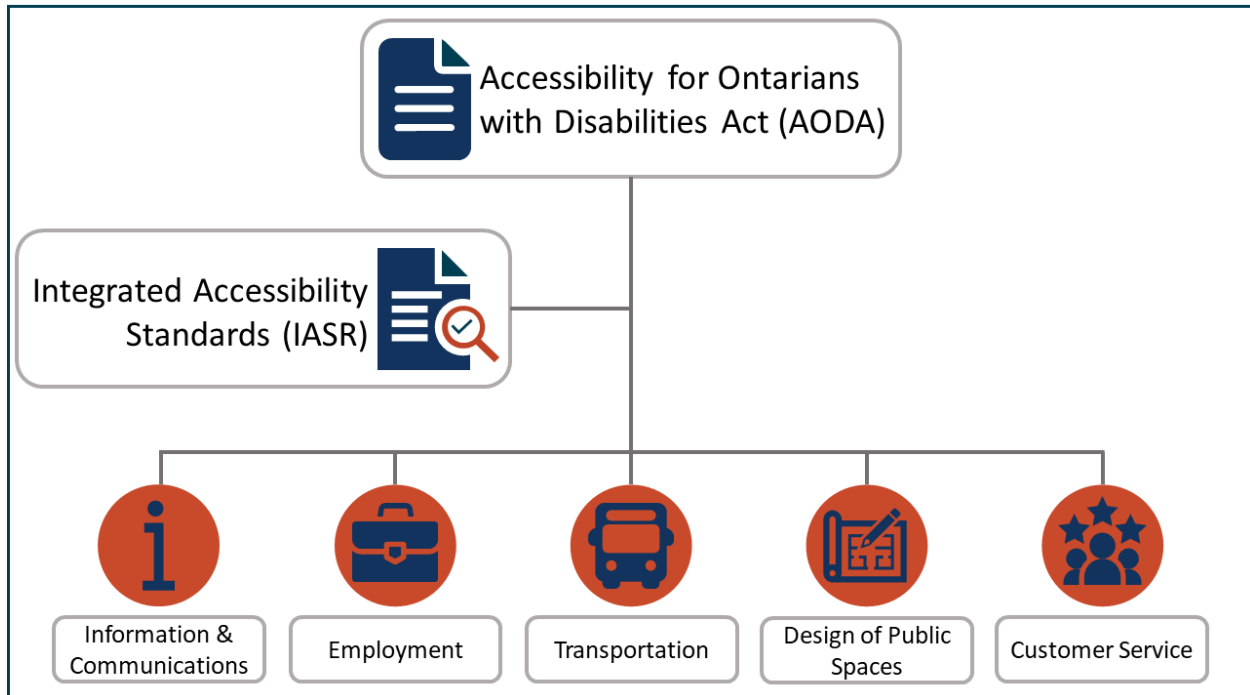 Accessibility for Ontarians
with Disabilities Act (AODA)
Integrated Accessibility
Standards (IASR)
Information &
Communications
Employment
Transportation
Design of Public
Spaces
Customer Service